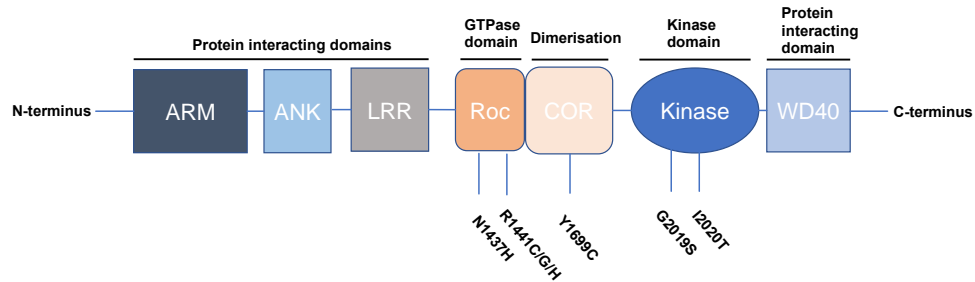 Protein interacting domains
GTPase
domain
Dimerisation
Kinase
domain
Protein
interacting
domain
N-terminus
ARM
ANK
LRR
Roc
COR
Kinase
WD40
C-terminus
N1437H
R1441C/G/H
Y1699C
G2019S
I2020T